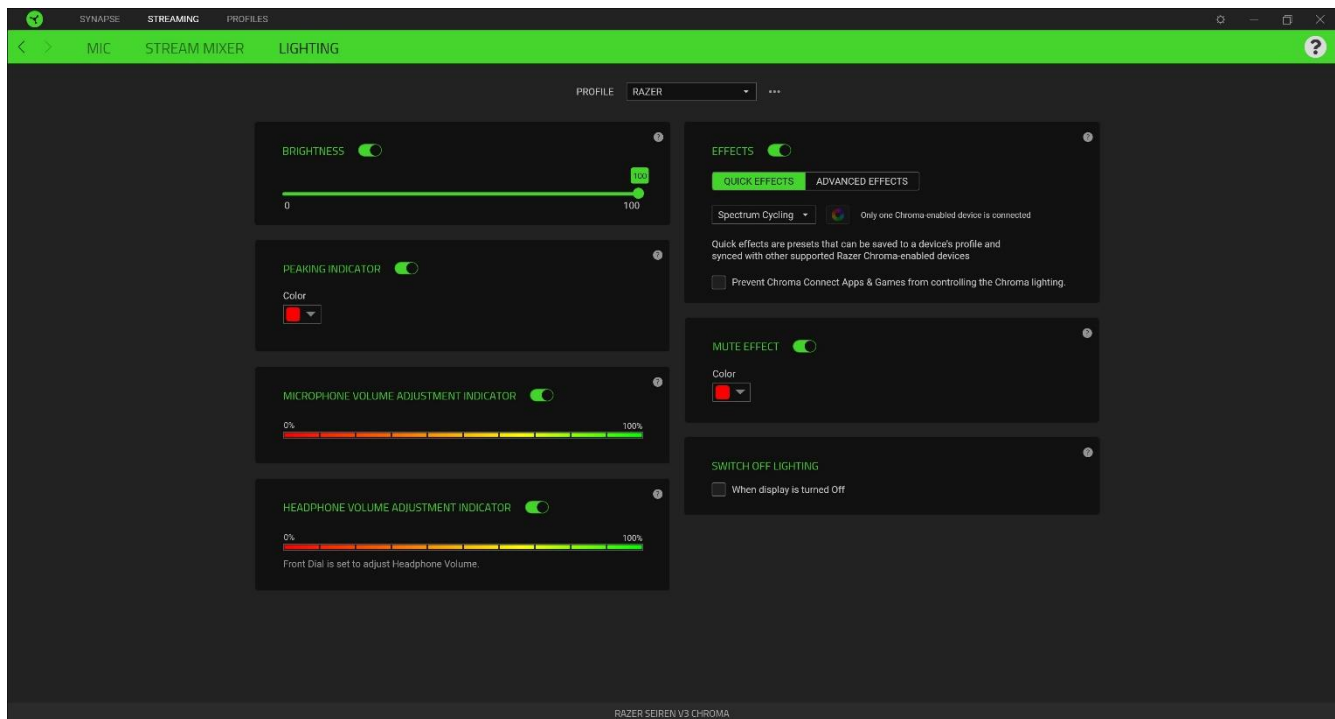 SYNAPSE STREAMING PROFILES
MIC STREAM MIXER LIGHTING
?
PROFILE RAZER
BRIGHTNESS
?
100
0 100
PEAKING INDICATOR
?
Color
MICROPHONE VOLUME ADJUSTMENT INDICATOR
?
0% 100%
HEADPHONE VOLUME ADJUSTMENT INDICATOR
?
0% 100%
Front Dial is set to adjust Headphone Volume.
EFFECTS
?
QUICK EFFECTS ADVANCED EFFECTS
Spectrum Cycling Only one Chroma-enabled device is connected
Quick effects are presets that can be saved to a device's profile and
synced with other supported Razer Chroma-enabled devices
Prevent Chroma Connect Apps & Games from controlling the Chroma lighting.
MUTE EFFECT
?
Color
SWITCH OFF LIGHTING
?
When display is turned Off
RAZER SEIREN V3 CHROMA